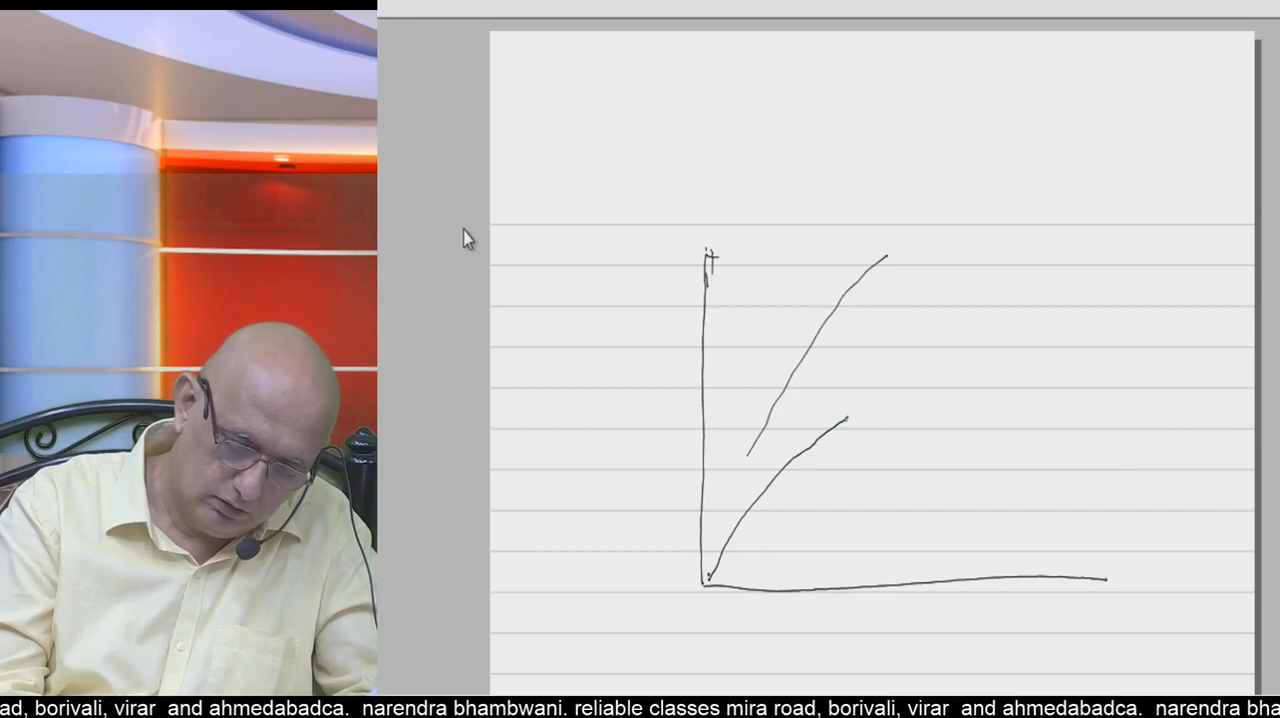 ad, borivali, virar  and ahmedabadca.  narendra bhambwani. reliable classes mira road, borivali, virar  and ahmedabadca.  narendra bha